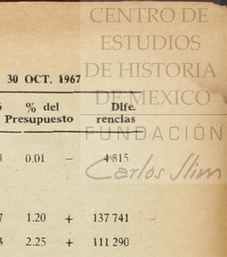 CENTRO DE
ESTUDIOS
DE HISTORIA
DE MEXICO
FUNDACIÓN
Carlos Slim
30 OCT. 1967
% del Dife
Presupuesto rencias
0.01 – 4 815
1.20 + 137 741
2.25 + 111 290